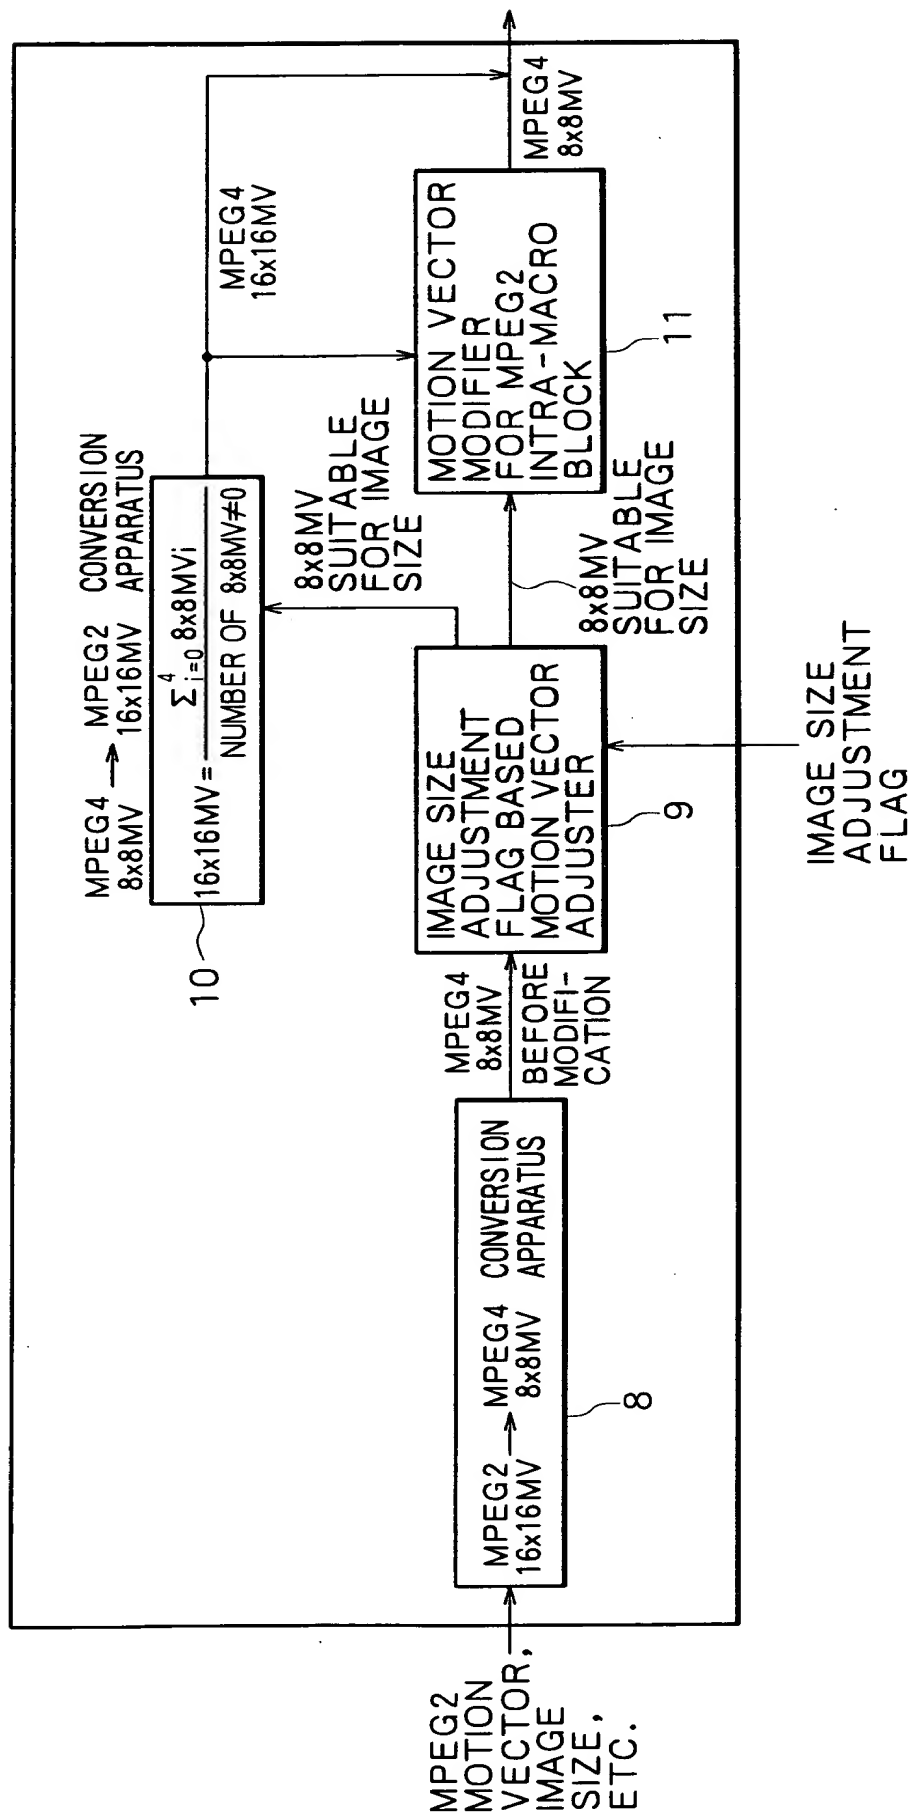 MPEG2
MOTION
VECTOR,
IMAGE
SIZE,
ETC.
MPEG2 → MPEG4 CONVERSION
16x16MV 8x8MV APPARATUS
8
MPEG4
8x8MV
BEFORE
MODIFI-
CATION
IMAGE SIZE
ADJUSTMENT
FLAG BASED
MOTION VECTOR
ADJUSTER
9
IMAGE SIZE
ADJUSTMENT
FLAG
MPEG4 → MPEG2 CONVERSION
8x8MV 16x16MV APPARATUS
16x16MV = Σ⁴i=0 8x8MVi / NUMBER OF 8x8MV≠0
10
8x8MV
SUITABLE
FOR IMAGE
SIZE
8x8MV
SUITABLE
FOR IMAGE
SIZE
MOTION VECTOR
MODIFIER
FOR MPEG2
INTRA-MACRO
BLOCK
11
MPEG4
16x16MV
MPEG4
8x8MV